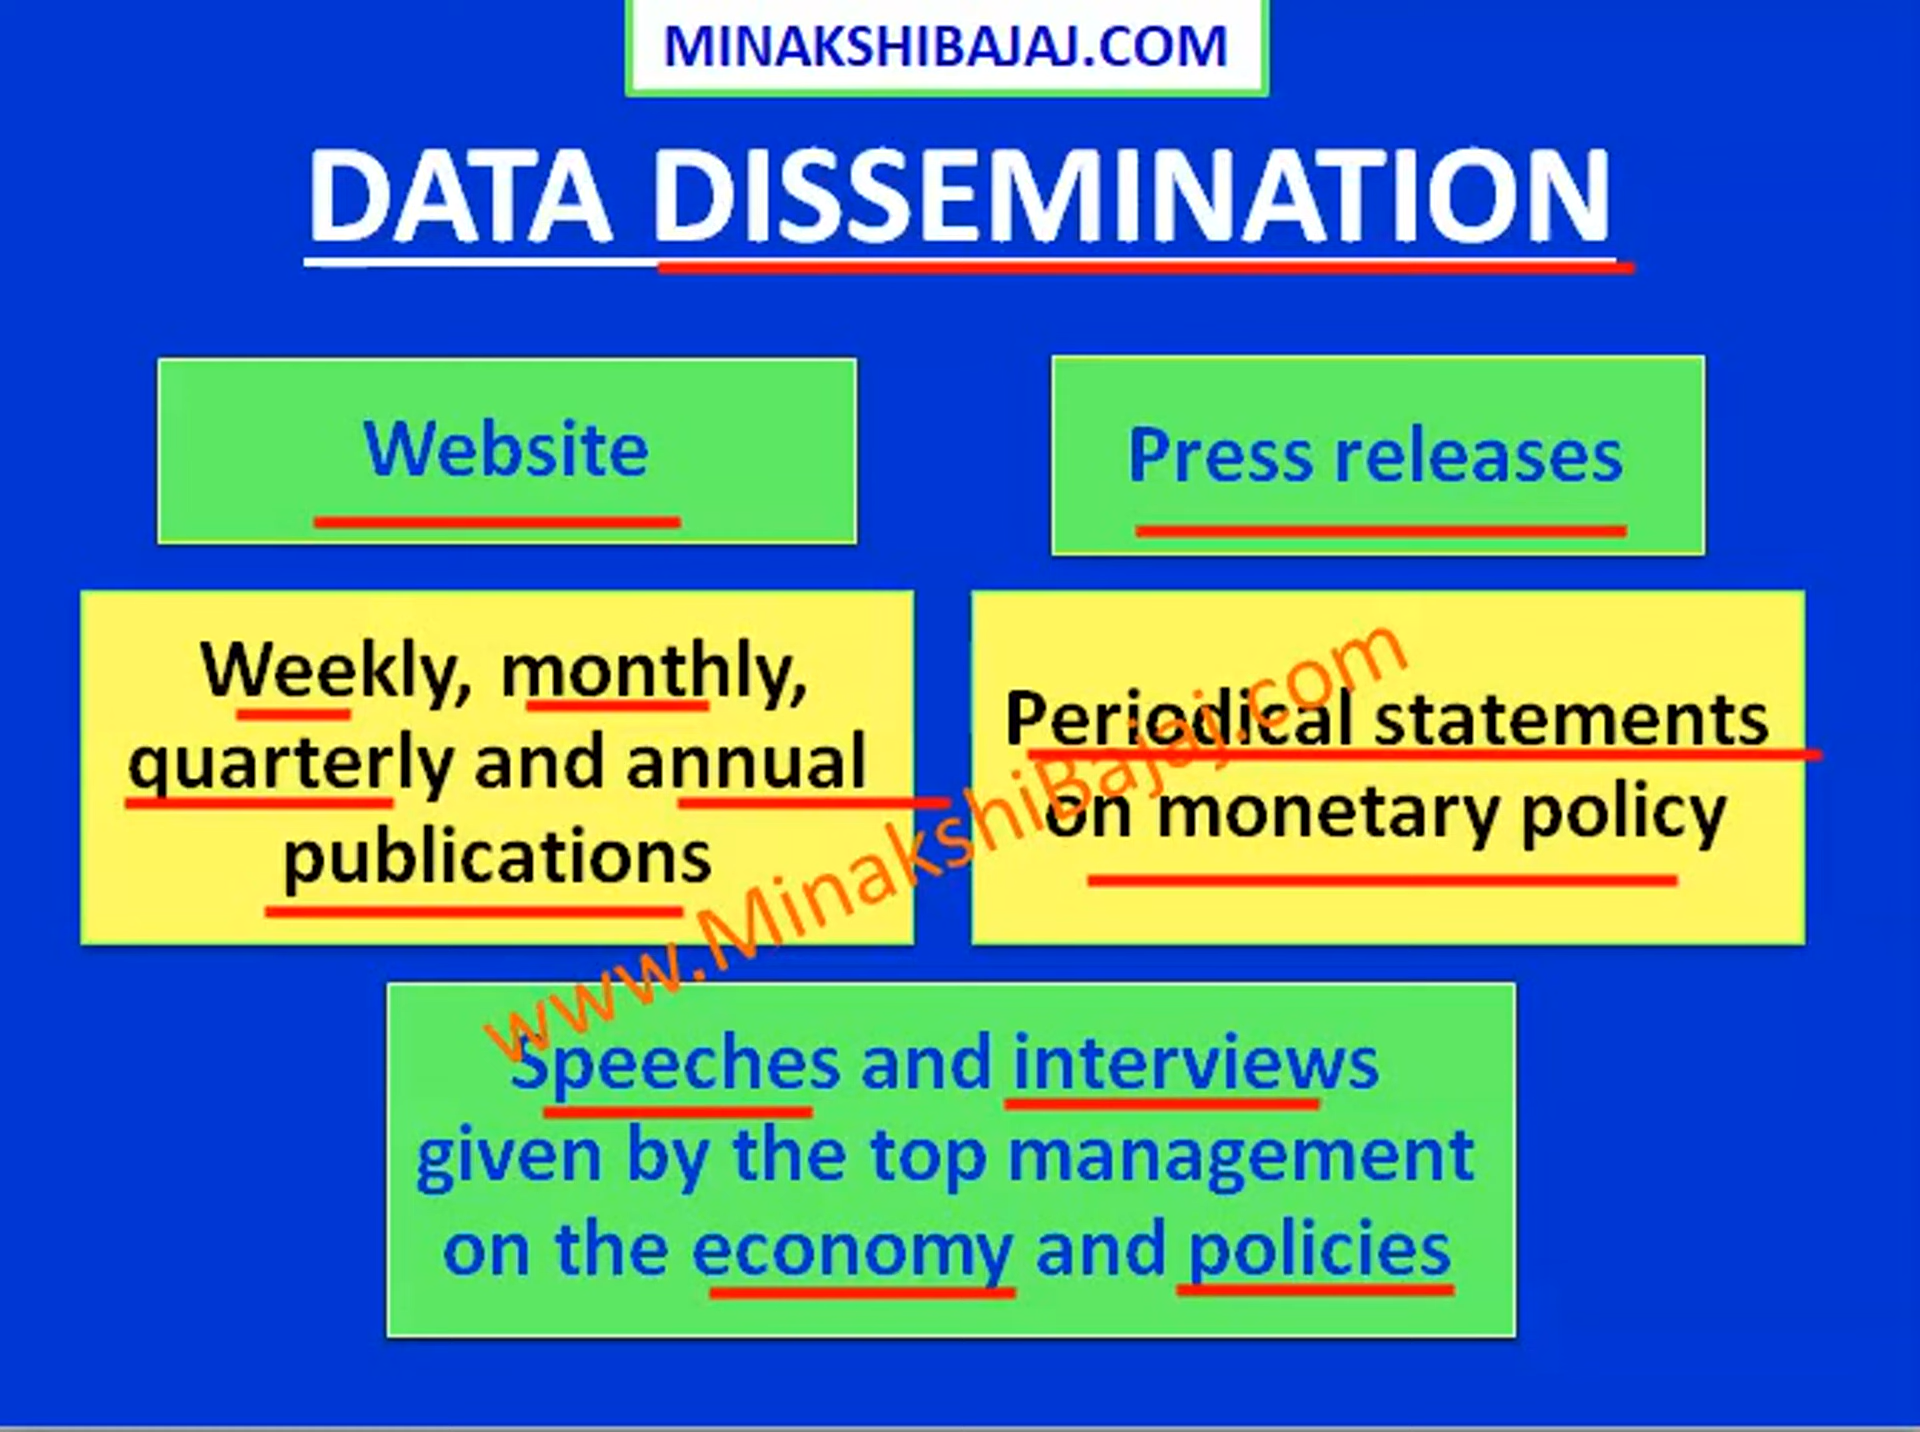 MINAKSHIBAJAJ.COM
DATA DISSEMINATION
Website
Press releases
Weekly, monthly,
quarterly and annual
publications
Periodical statements
on monetary policy
www.MinakshiBajaj.com
Speeches and interviews
given by the top management
on the economy and policies